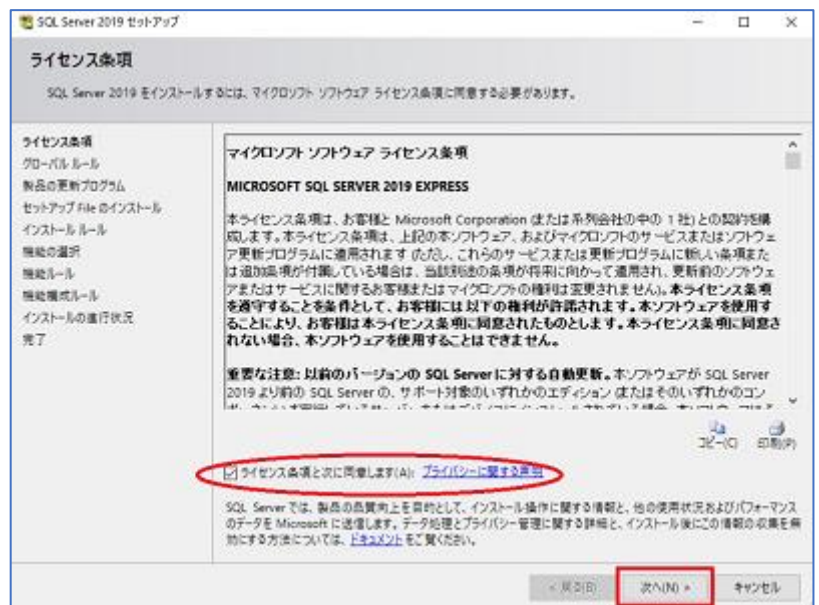 SQL Server 2019 セットアップ
ライセンス条項
SQL Server 2019 をインストールするには、マイクロソフト ソフトウェア ライセンス条項に同意する必要があります。
ライセンス条項
グローバル ルール
製品の更新プログラム
セットアップ File のインストール
インストール ルール
機能の選択
機能ルール
機能構成ルール
インストールの進行状況
完了
マイクロソフト ソフトウェア ライセンス条項
MICROSOFT SQL SERVER 2019 EXPRESS
本ライセンス条項は、お客様と Microsoft Corporation (または系列会社の中の 1 社) との契約を構
成します。本ライセンス条項は、上記の本ソフトウェア、およびマイクロソフトのサービスまたはソフトウェ
ア更新プログラムに適用されます (ただし、これらのサービスまたは更新プログラムに新しい条項また
は追加条項が付属している場合は、当該別途の条項が将来に向かって適用され、更新前のソフトウェ
アまたはサービスに関するお客様またはマイクロソフトの権利は変更されません)。本ライセンス条項
を遵守することを条件として、お客様には以下の権利が許諾されます。本ソフトウェアを使用す
ることにより、お客様は本ライセンス条項に同意されたものとします。本ライセンス条項に同意さ
れない場合、本ソフトウェアを使用することはできません。
重要な注意: 以前のバージョンの SQL Server に対する自動更新。本ソフトウェアが SQL Server
2019 より前の SQL Server の、サポート対象のいずれかのエディション (またはそのいずれかのコン
コピー(C) 印刷(P)
ライセンス条項と次に同意します(A): プライバシーに関する声明
SQL Server では、製品の品質向上を目的として、インストール操作に関する情報と、他の使用状況およびパフォーマンス
のデータを Microsoft に送信します。データ処理とプライバシー管理に関する詳細と、インストール後にこの情報の収集を無
効にする方法については、ドキュメント をご覧ください。
< 戻る(B) 次へ(N) > キャンセル